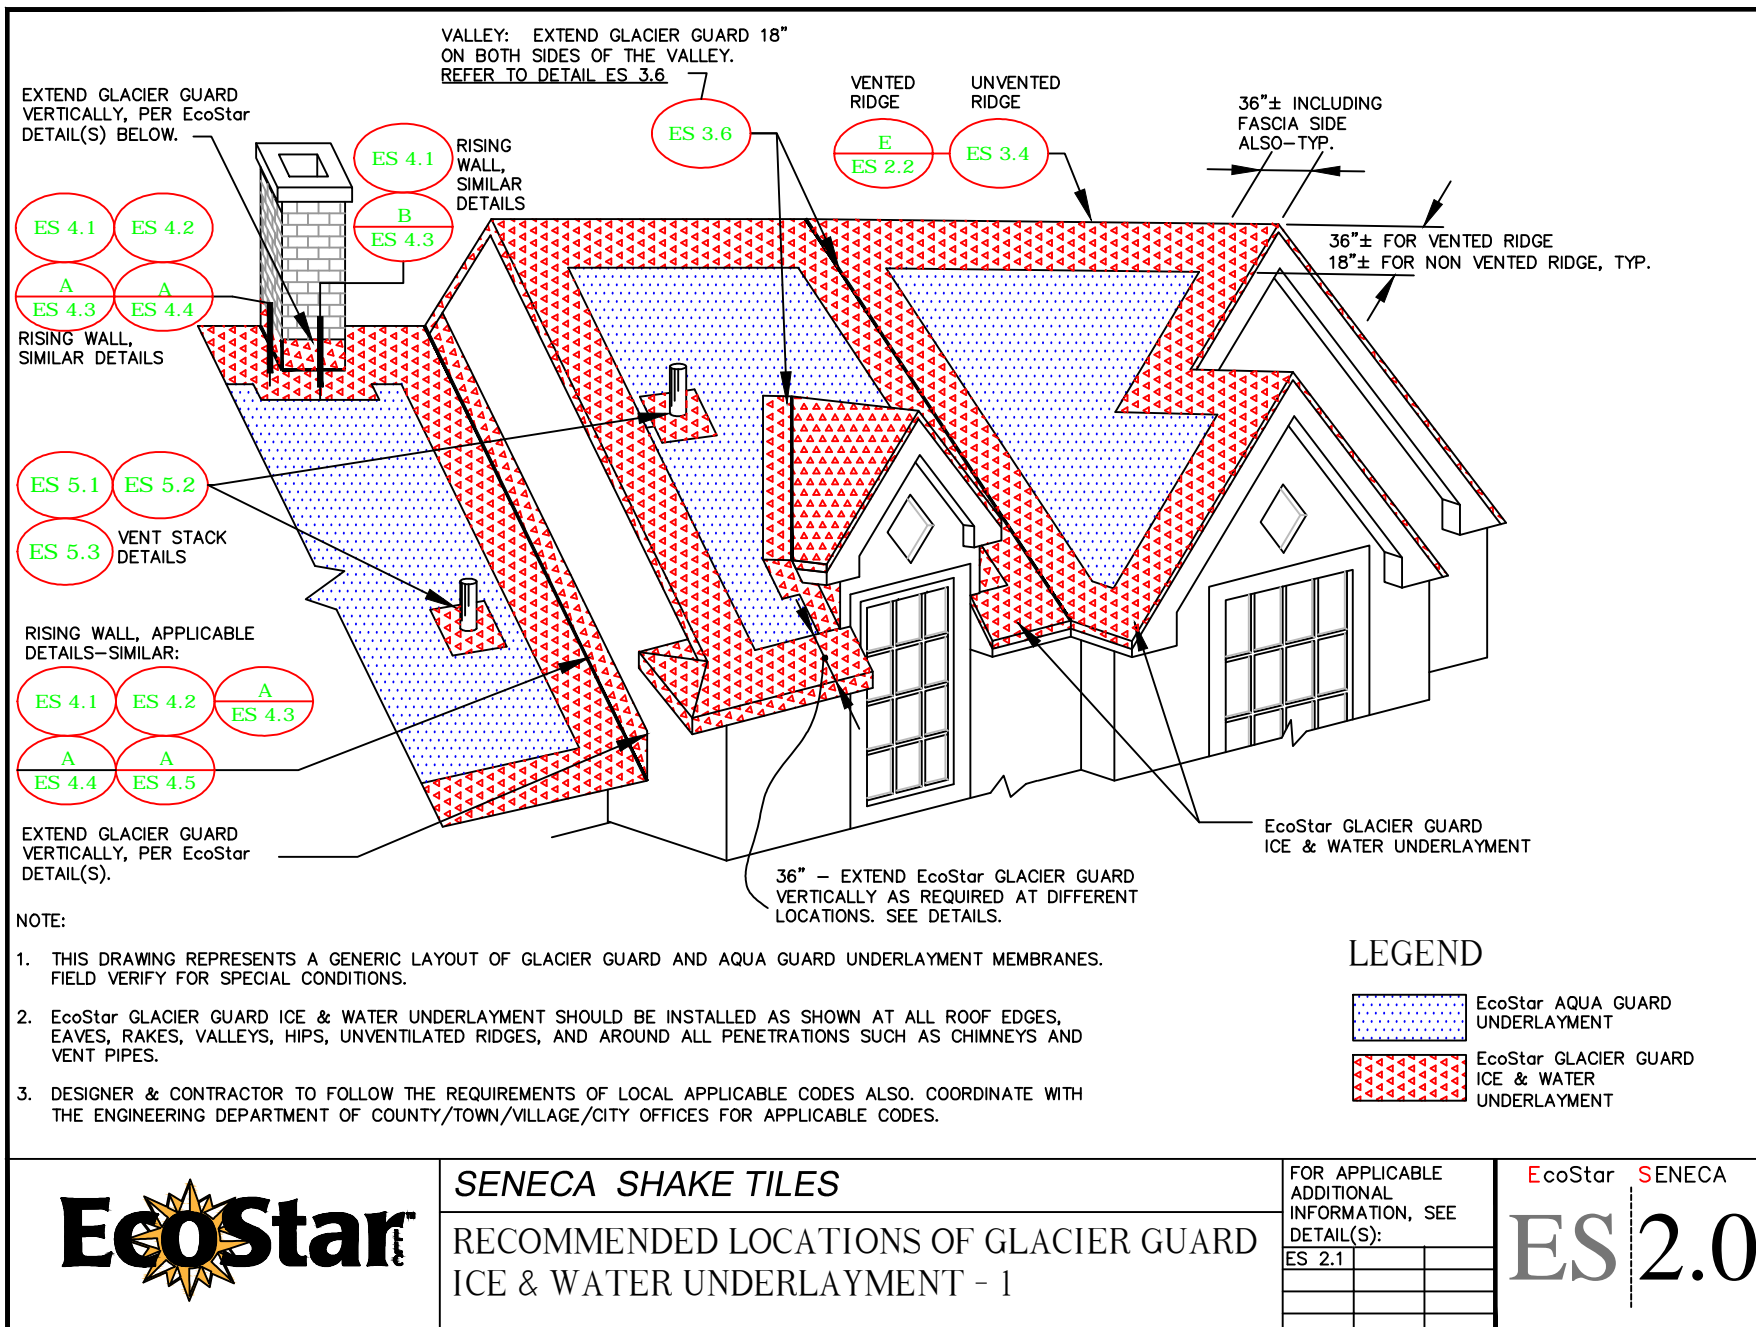 VALLEY: EXTEND GLACIER GUARD 18"
ON BOTH SIDES OF THE VALLEY.
REFER TO DETAIL ES 3.6
EXTEND GLACIER GUARD
VERTICALLY, PER EcoStar
DETAIL(S) BELOW.
ES 4.1
RISING
WALL,
SIMILAR
DETAILS
B
ES 4.3
ES 3.6
VENTED
RIDGE
UNVENTED
RIDGE
E
ES 2.2
ES 3.4
36"± INCLUDING
FASCIA SIDE
ALSO-TYP.
36"± FOR VENTED RIDGE
18"± FOR NON VENTED RIDGE, TYP.
ES 4.1
ES 4.2
A
ES 4.3
A
ES 4.4
RISING WALL,
SIMILAR DETAILS
ES 5.1
ES 5.2
ES 5.3
VENT STACK
DETAILS
RISING WALL, APPLICABLE
DETAILS-SIMILAR:
ES 4.1
ES 4.2
A
ES 4.3
A
ES 4.4
A
ES 4.5
EXTEND GLACIER GUARD
VERTICALLY, PER EcoStar
DETAIL(S).
EcoStar GLACIER GUARD
ICE & WATER UNDERLAYMENT
36" - EXTEND EcoStar GLACIER GUARD
VERTICALLY AS REQUIRED AT DIFFERENT
LOCATIONS. SEE DETAILS.
NOTE:
1. THIS DRAWING REPRESENTS A GENERIC LAYOUT OF GLACIER GUARD AND AQUA GUARD UNDERLAYMENT MEMBRANES.
FIELD VERIFY FOR SPECIAL CONDITIONS.
2. EcoStar GLACIER GUARD ICE & WATER UNDERLAYMENT SHOULD BE INSTALLED AS SHOWN AT ALL ROOF EDGES,
EAVES, RAKES, VALLEYS, HIPS, UNVENTILATED RIDGES, AND AROUND ALL PENETRATIONS SUCH AS CHIMNEYS AND
VENT PIPES.
3. DESIGNER & CONTRACTOR TO FOLLOW THE REQUIREMENTS OF LOCAL APPLICABLE CODES ALSO. COORDINATE WITH
THE ENGINEERING DEPARTMENT OF COUNTY/TOWN/VILLAGE/CITY OFFICES FOR APPLICABLE CODES.
LEGEND
EcoStar AQUA GUARD
UNDERLAYMENT
EcoStar GLACIER GUARD
ICE & WATER
UNDERLAYMENT
EcoStar
SENECA SHAKE TILES
RECOMMENDED LOCATIONS OF GLACIER GUARD
ICE & WATER UNDERLAYMENT - 1
FOR APPLICABLE
ADDITIONAL
INFORMATION, SEE
DETAIL(S):
ES 2.1
EcoStar SENECA
ES 2.0